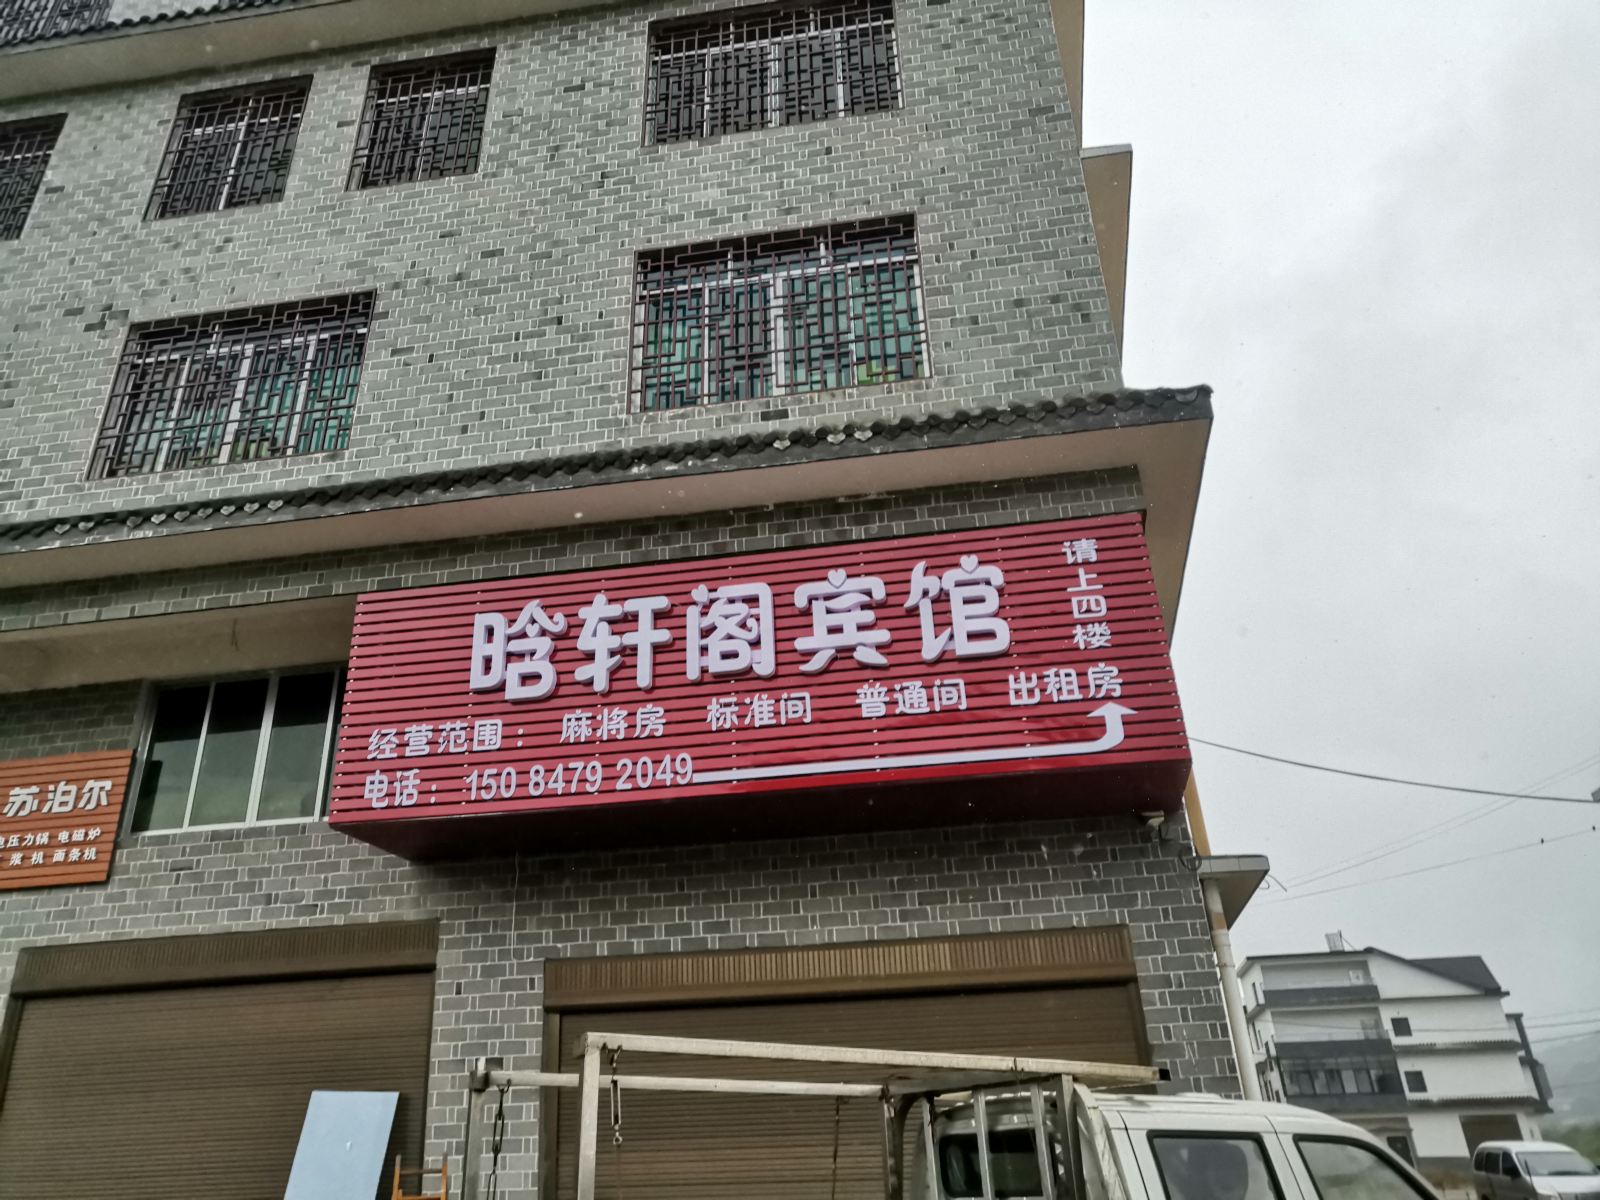 晗轩阁宾馆
请上四楼
经营范围： 麻将房 标准间 普通间 出租房
电话： 150 8479 2049
苏泊尔
电压力锅 电磁炉
浆机 面条机